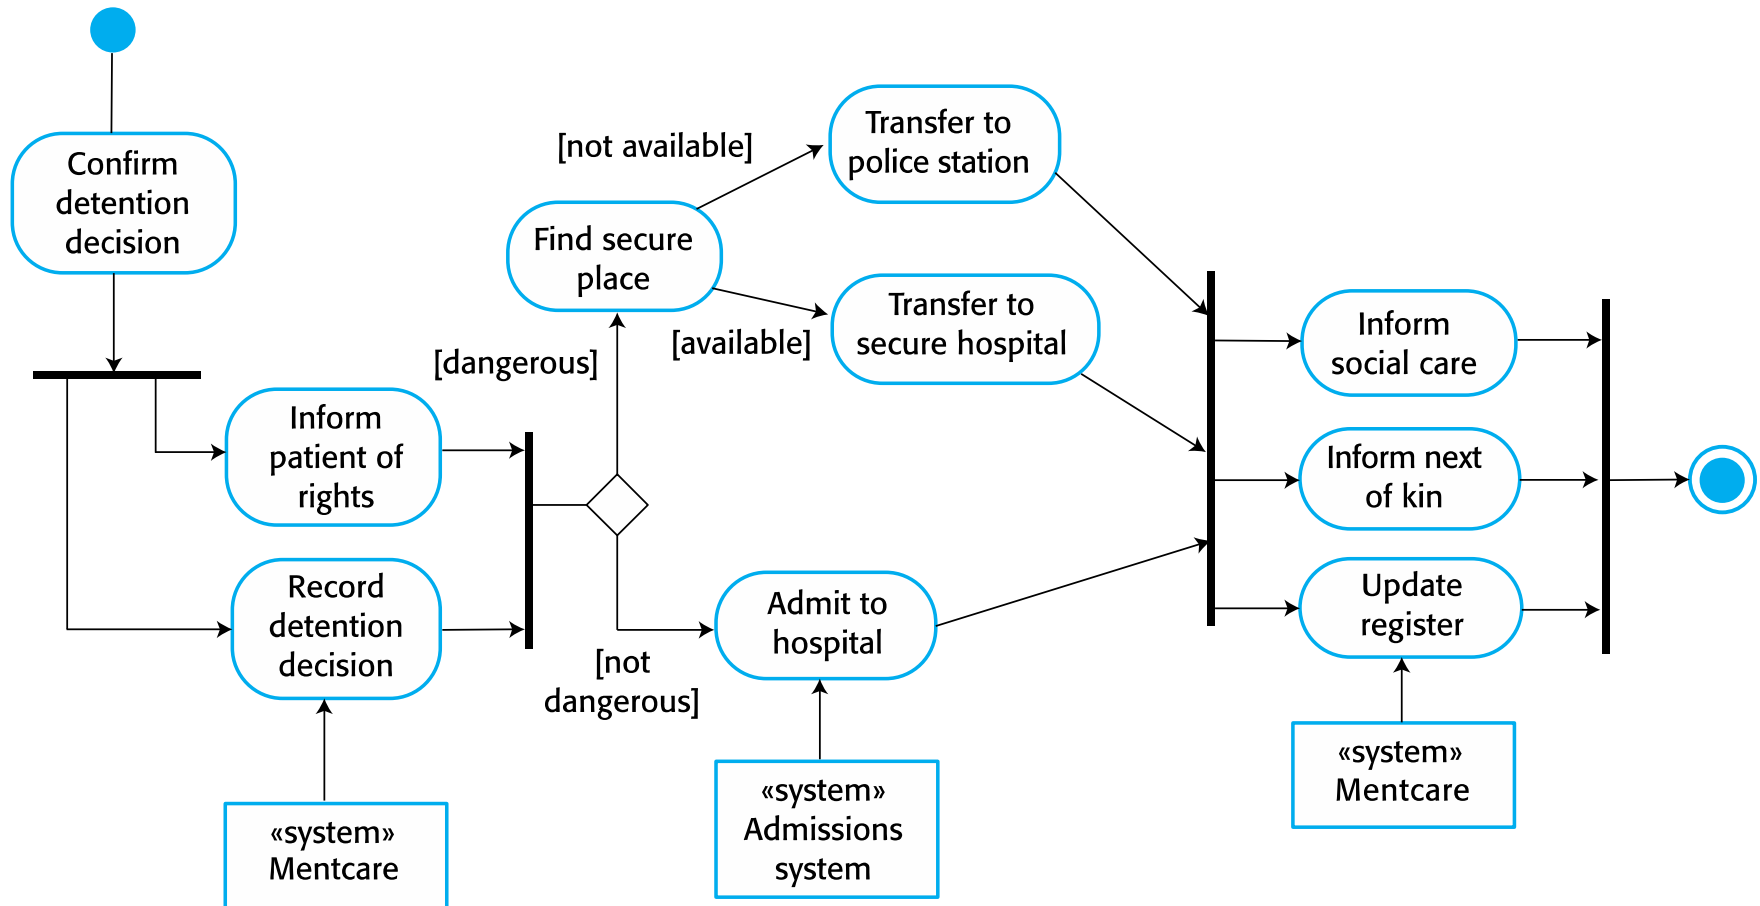 Confirm
detention
decision
Inform
patient of
rights
Record
detention
decision
«system»
Mentcare
[dangerous]
[not
dangerous]
Find secure
place
[not available]
[available]
Transfer to
police station
Transfer to
secure hospital
Admit to
hospital
«system»
Admissions
system
Inform
social care
Inform next
of kin
Update
register
«system»
Mentcare